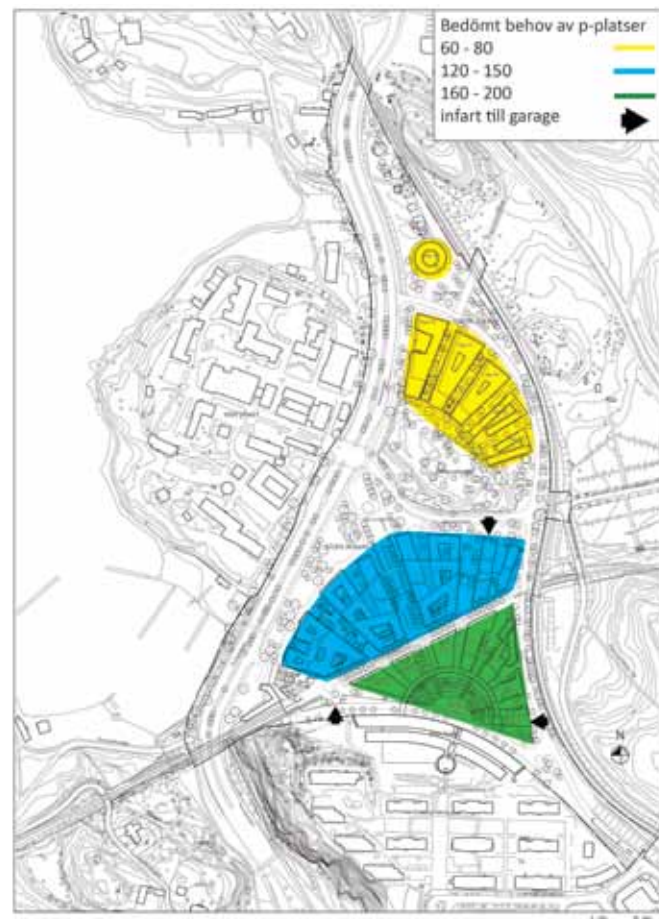 Bedömt behov av p-platser
60 - 80
120 - 150
160 - 200
infart till garage
N